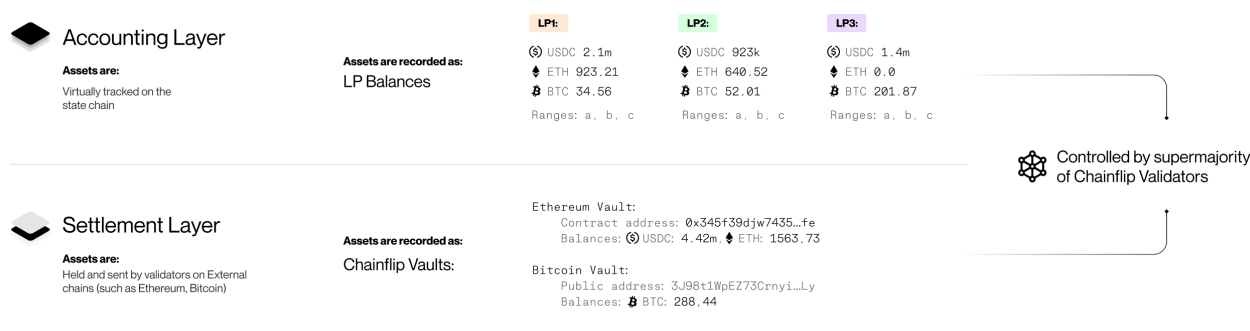 Accounting Layer
Assets are:
Virtually tracked on the
state chain
Assets are recorded as:
LP Balances
LP1:
USDC 2.1m
ETH 923.21
BTC 34.56
Ranges: a, b, c
LP2:
USDC 923k
ETH 640.52
BTC 52.01
Ranges: a, b, c
LP3:
USDC 1.4m
ETH 0.0
BTC 201.87
Ranges: a, b, c
Controlled by supermajority
of Chainflip Validators
Settlement Layer
Assets are:
Held and sent by validators on External
chains (such as Ethereum, Bitcoin)
Assets are recorded as:
Chainflip Vaults:
Ethereum Vault:
Contract address: 0x345f39djw7435…fe
Balances: USDC: 4.42m, ETH: 1563,73
Bitcoin Vault:
Public address: 3J98t1WpEZ73Crnyi…Ly
Balances: BTC: 288,44